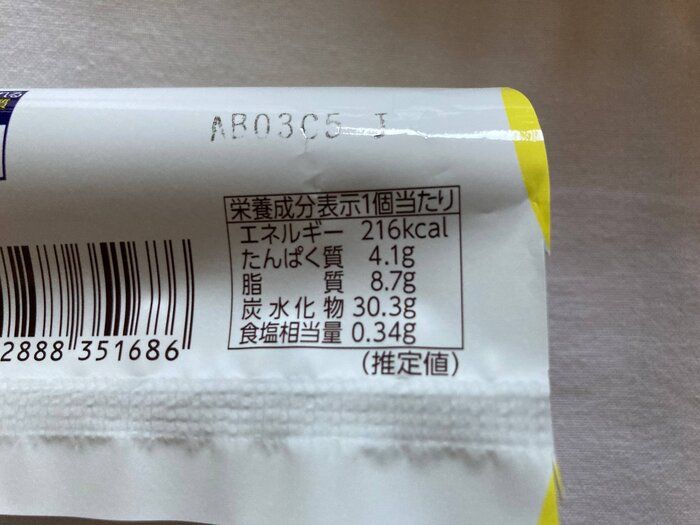 AB03C5 I
栄養成分表示1個当たり
エネルギー 216kcal
たんぱく質 4.1g
脂質 8.7g
炭水化物 30.3g
食塩相当量 0.34g
(推定値)
2888 351686